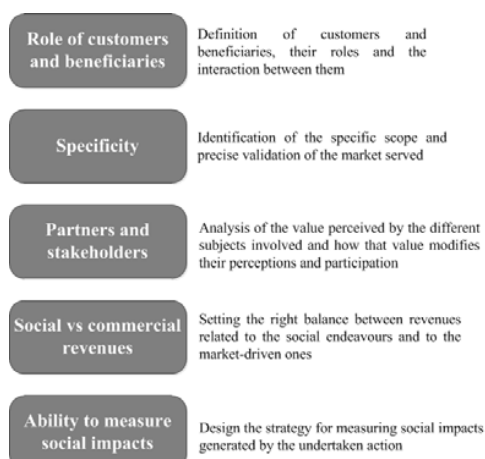 Role of customers
and beneficiaries
Definition of customers and
beneficiaries, their roles and the
interaction between them
Specificity
Identification of the specific scope and
precise validation of the market served
Partners and
stakeholders
Analysis of the value perceived by the different
subjects involved and how that value modifies
their perceptions and participation
Social vs commercial
revenues
Setting the right balance between revenues
related to the social endeavours and to the
market-driven ones
Ability to measure
social impacts
Design the strategy for measuring social impacts
generated by the undertaken action